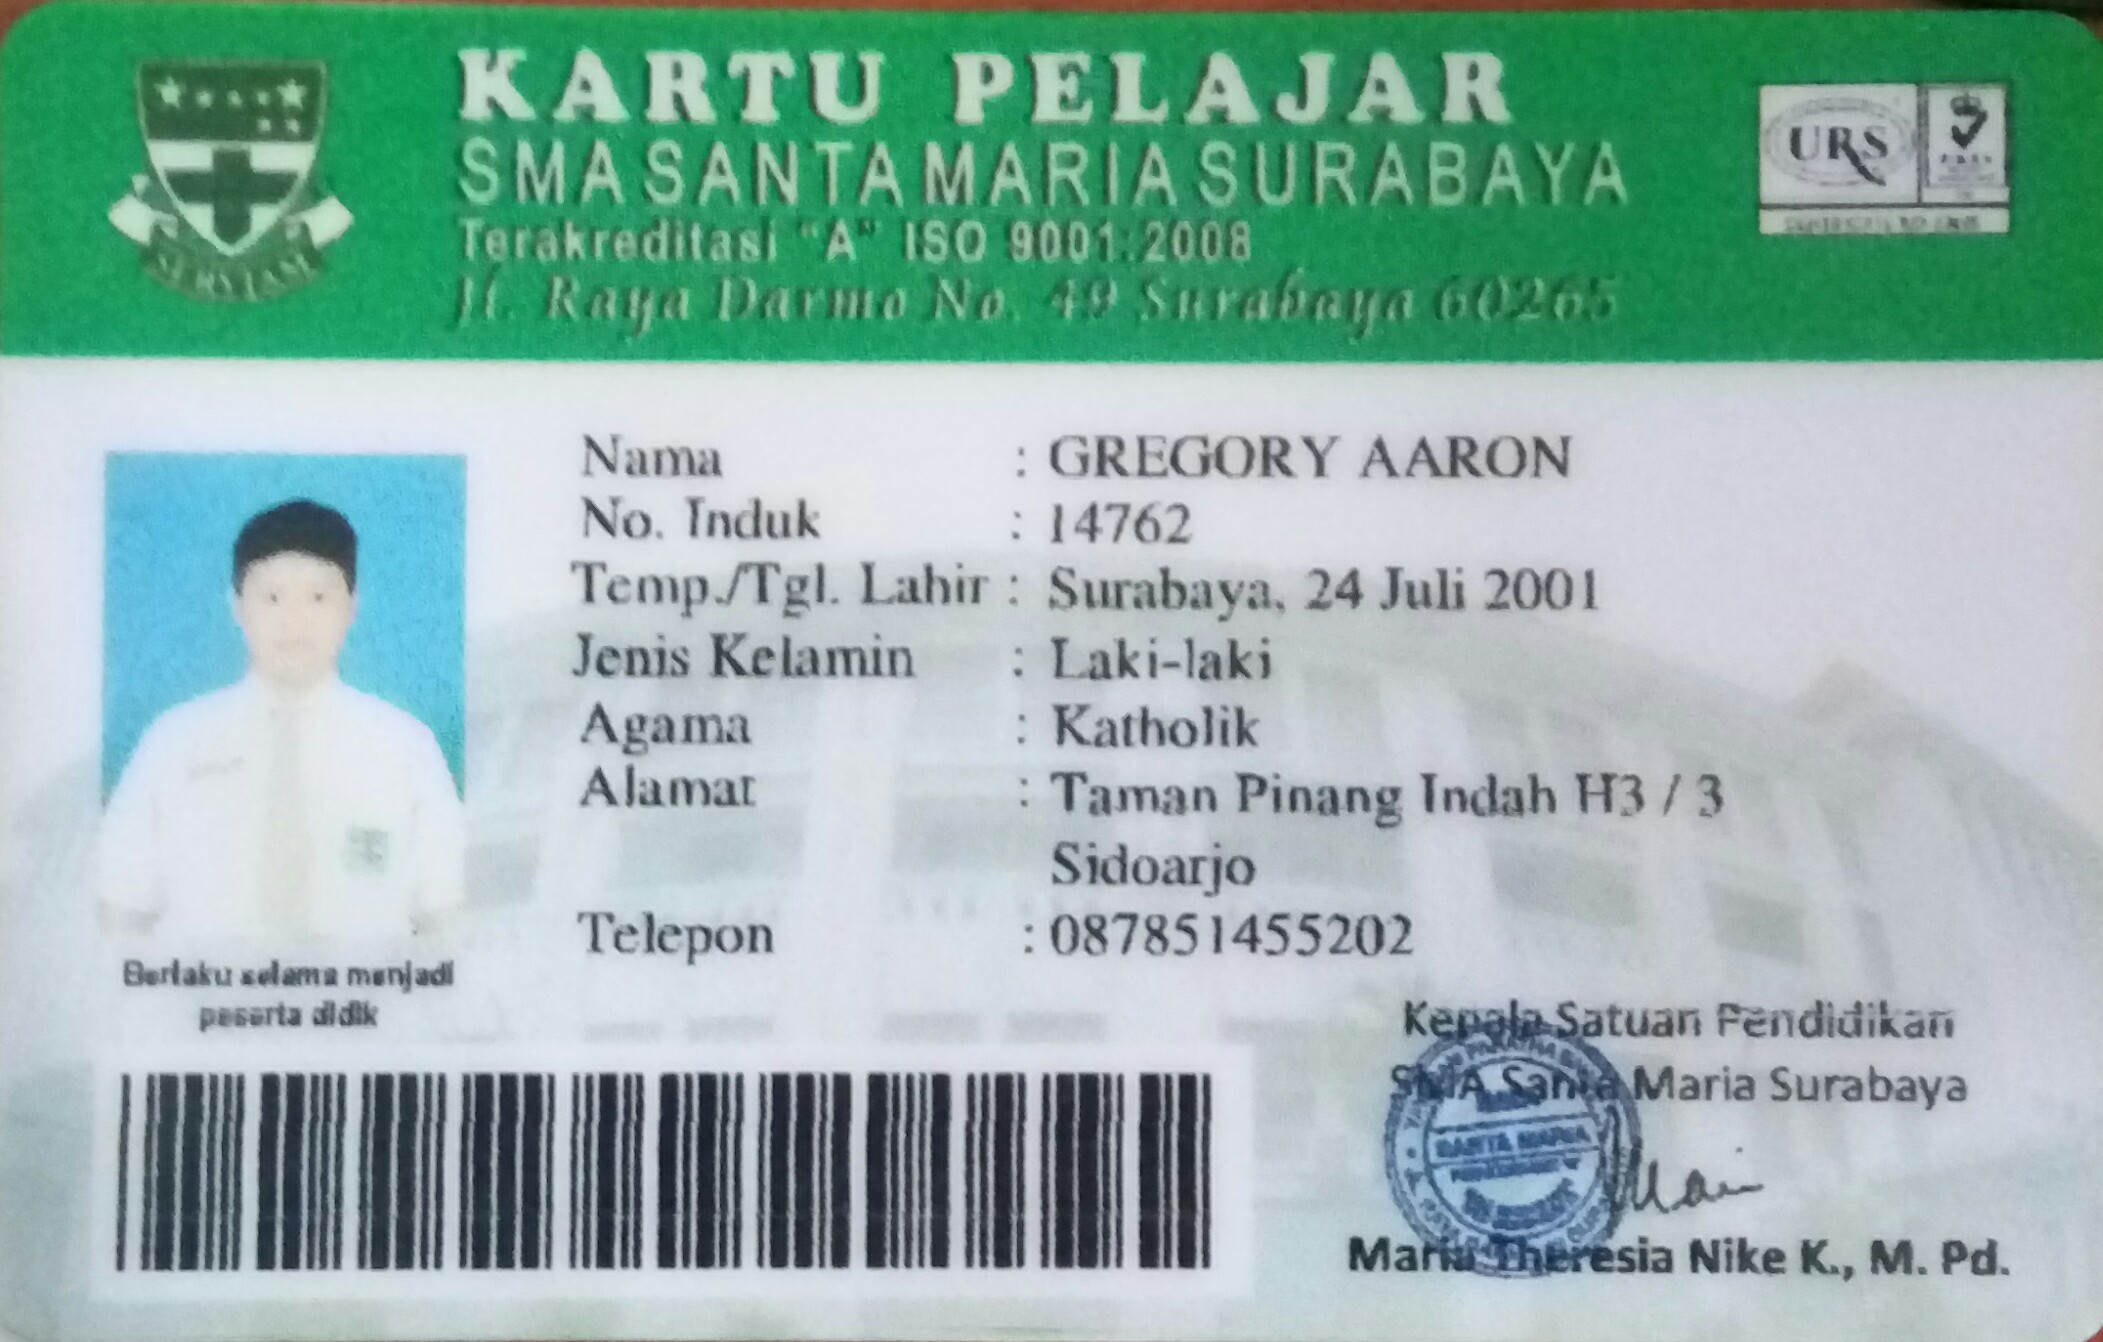 KARTU PELAJAR
SMA SANTA MARIA SURABAYA
Terakreditasi "A" ISO 9001:2008
Jl. Raya Darmo No. 49 Surabaya 60265
SERVIAM
URS
Nama : GREGORY AARON
No. Induk : 14762
Temp./Tgl. Lahir : Surabaya, 24 Juli 2001
Jenis Kelamin : Laki-laki
Agama : Katholik
Alamat : Taman Pinang Indah H3 / 3
Sidoarjo
Telepon : 087851455202
Berlaku selama menjadi
peserta didik
Kepala Satuan Pendidikan
SMA Santa Maria Surabaya
SANTA MARIA
Maria Theresia Nike K., M. Pd.